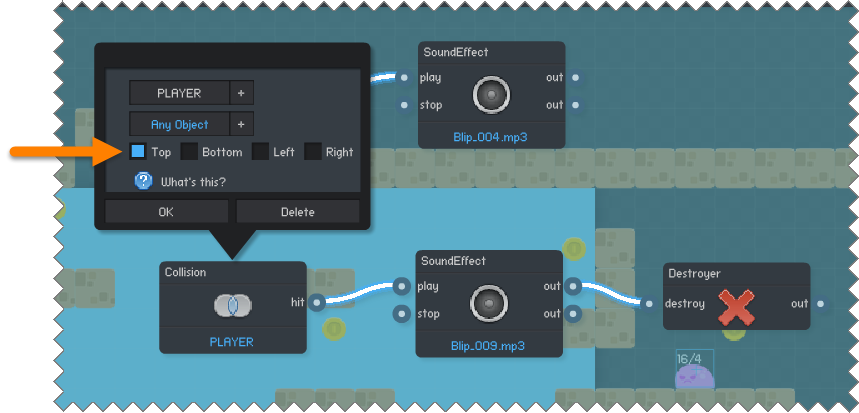 SoundEffect
PLAYER +
play out
stop out
Any Object +
Blip_004.mp3
Top Bottom Left Right
? What's this?
OK Delete
Collision
hit
PLAYER
SoundEffect
play out
stop out
Blip_009.mp3
Destroyer
destroy out
16/4